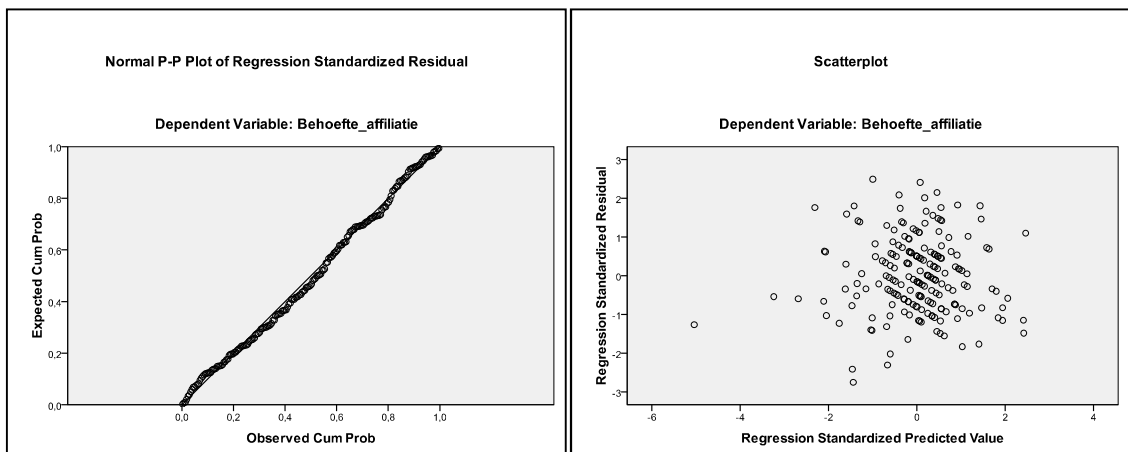 Normal P-P Plot of Regression Standardized Residual
Dependent Variable: Behoefte_affiliatie
Expected Cum Prob
1,0
0,8
0,6
0,4
0,2
0,0
0,0 0,2 0,4 0,6 0,8 1,0
Observed Cum Prob
Scatterplot
Dependent Variable: Behoefte_affiliatie
Regression Standardized Residual
3
2
1
0
-1
-2
-3
-6 -4 -2 0 2 4
Regression Standardized Predicted Value